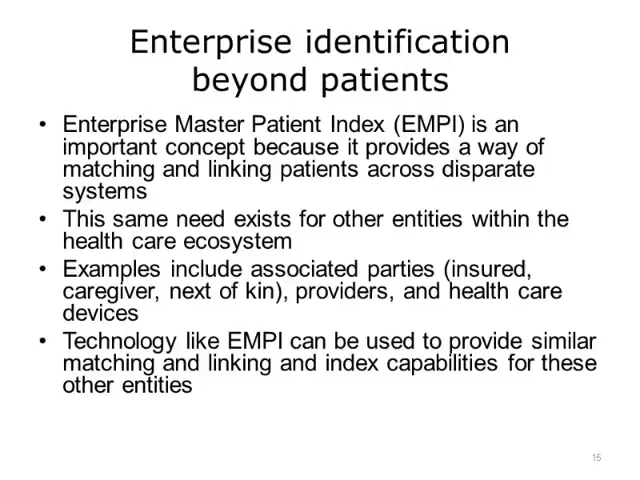 Enterprise identification
beyond patients
• Enterprise Master Patient Index (EMPI) is an
important concept because it provides a way of
matching and linking patients across disparate
systems
• This same need exists for other entities within the
health care ecosystem
• Examples include associated parties (insured,
caregiver, next of kin), providers, and health care
devices
• Technology like EMPI can be used to provide similar
matching and linking and index capabilities for these
other entities
15